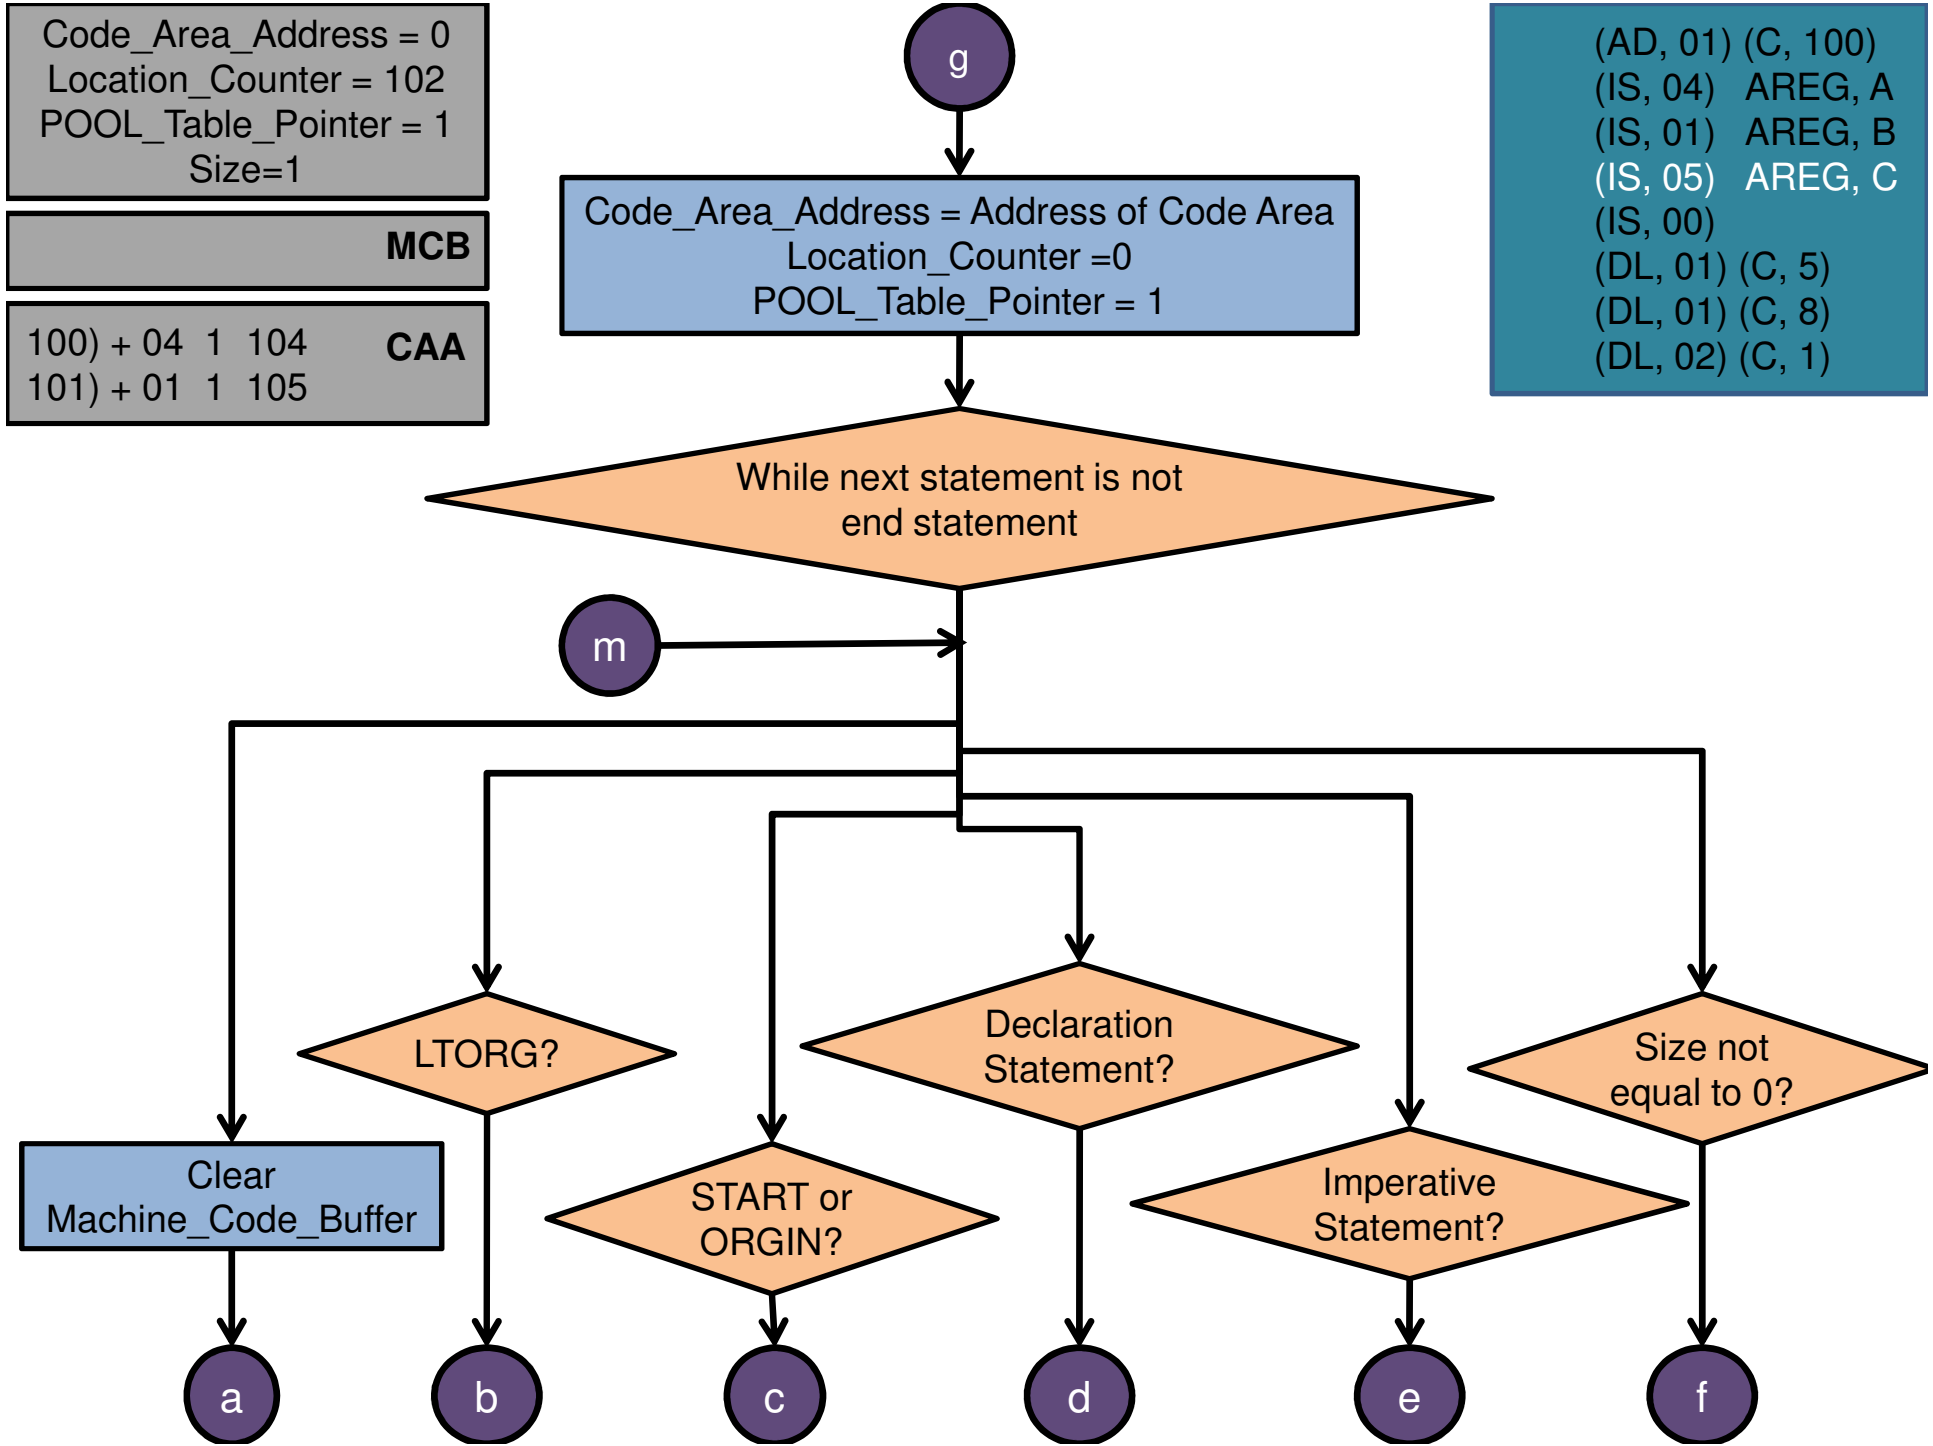 Code_Area_Address = 0
Location_Counter = 102
POOL_Table_Pointer = 1
Size=1
MCB
100) + 04 1 104 CAA
101) + 01 1 105
g
Code_Area_Address = Address of Code Area
Location_Counter =0
POOL_Table_Pointer = 1
(AD, 01) (C, 100)
(IS, 04) AREG, A
(IS, 01) AREG, B
(IS, 05) AREG, C
(IS, 00)
(DL, 01) (C, 5)
(DL, 01) (C, 8)
(DL, 02) (C, 1)
While next statement is not
end statement
m
Clear
Machine_Code_Buffer
LTORG?
START or
ORGIN?
Declaration
Statement?
Imperative
Statement?
Size not
equal to 0?
a
b
c
d
e
f